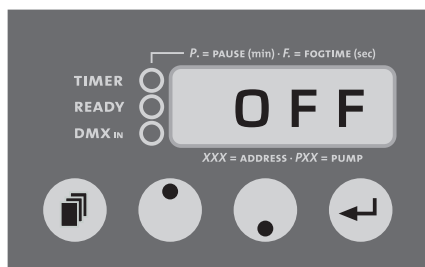 P. = PAUSE (min) · F. = FOGTIME (sec)
TIMER
READY
DMX IN
OFF
XXX = ADDRESS · PXX = PUMP